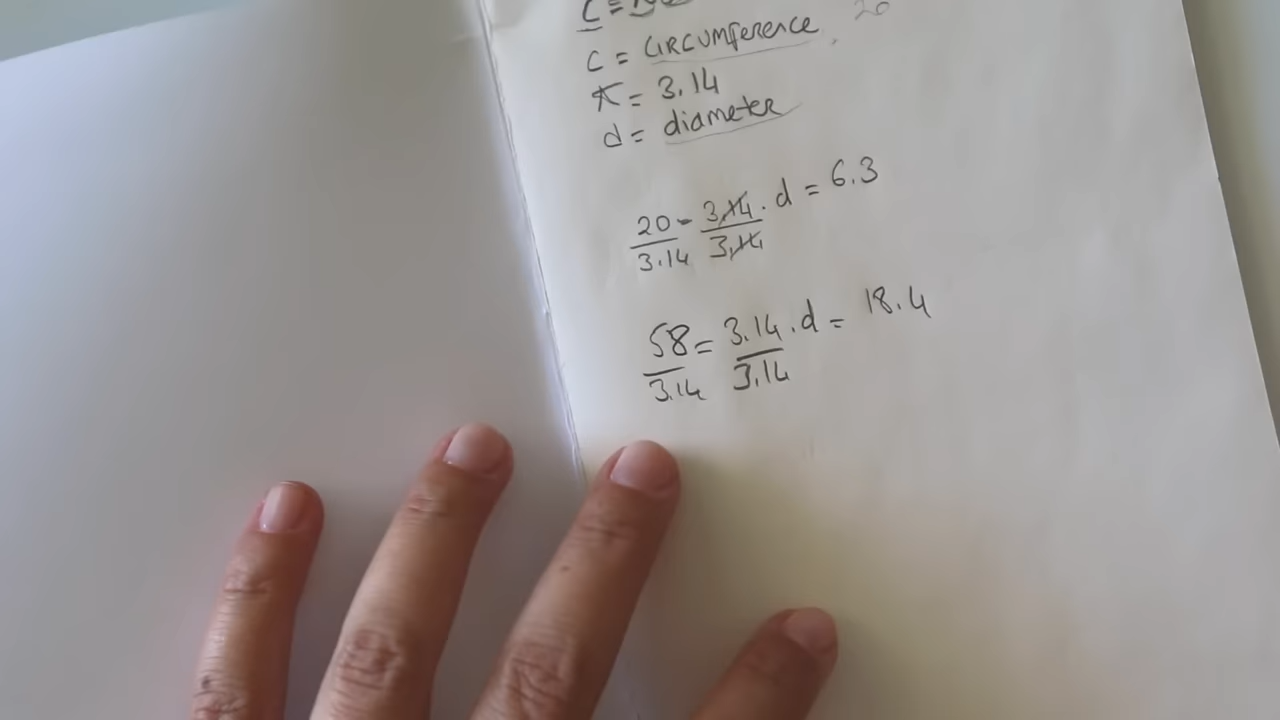 C =
20
C = CIRCUMference
π = 3.14
d = diameter
20/3.14 - 3.14/3.14 . d = 6.3
58/3.14 = 3.14/3.14 . d = 18.4